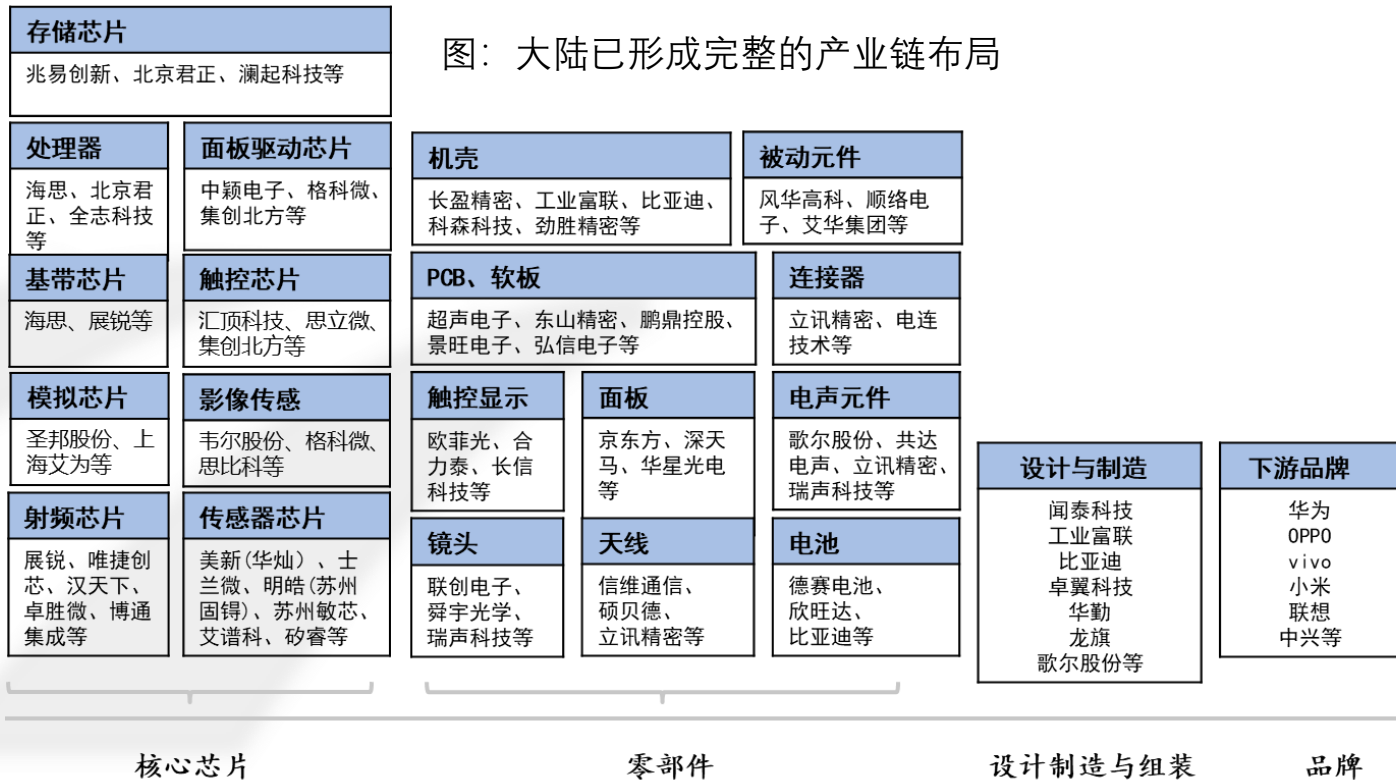 图：大陆已形成完整的产业链布局
存储芯片
兆易创新、北京君正、澜起科技等
处理器
海思、北京君
正、全志科技
等
面板驱动芯片
中颖电子、格科微、
集创北方等
基带芯片
海思、展锐等
触控芯片
汇顶科技、思立微、
集创北方等
模拟芯片
圣邦股份、上
海艾为等
影像传感
韦尔股份、格科微、
思比科等
射频芯片
展锐、唯捷创
芯、汉天下、
卓胜微、博通
集成等
传感器芯片
美新(华灿)、士
兰微、明皓(苏州
固锝)、苏州敏芯、
艾谱科、矽睿等
机壳
长盈精密、工业富联、比亚迪、
科森科技、劲胜精密等
被动元件
风华高科、顺络电
子、艾华集团等
PCB、软板
超声电子、东山精密、鹏鼎控股、
景旺电子、弘信电子等
连接器
立讯精密、电连
技术等
触控显示
欧菲光、合
力泰、长信
科技等
面板
京东方、深天
马、华星光电
等
电声元件
歌尔股份、共达
电声、立讯精密、
瑞声科技等
镜头
联创电子、
舜宇光学、
瑞声科技等
天线
信维通信、
硕贝德、
立讯精密等
电池
德赛电池、
欣旺达、
比亚迪等
设计与制造
闻泰科技
工业富联
比亚迪
卓翼科技
华勤
龙旗
歌尔股份等
下游品牌
华为
OPPO
vivo
小米
联想
中兴等
核心芯片
零部件
设计制造与组装
品牌